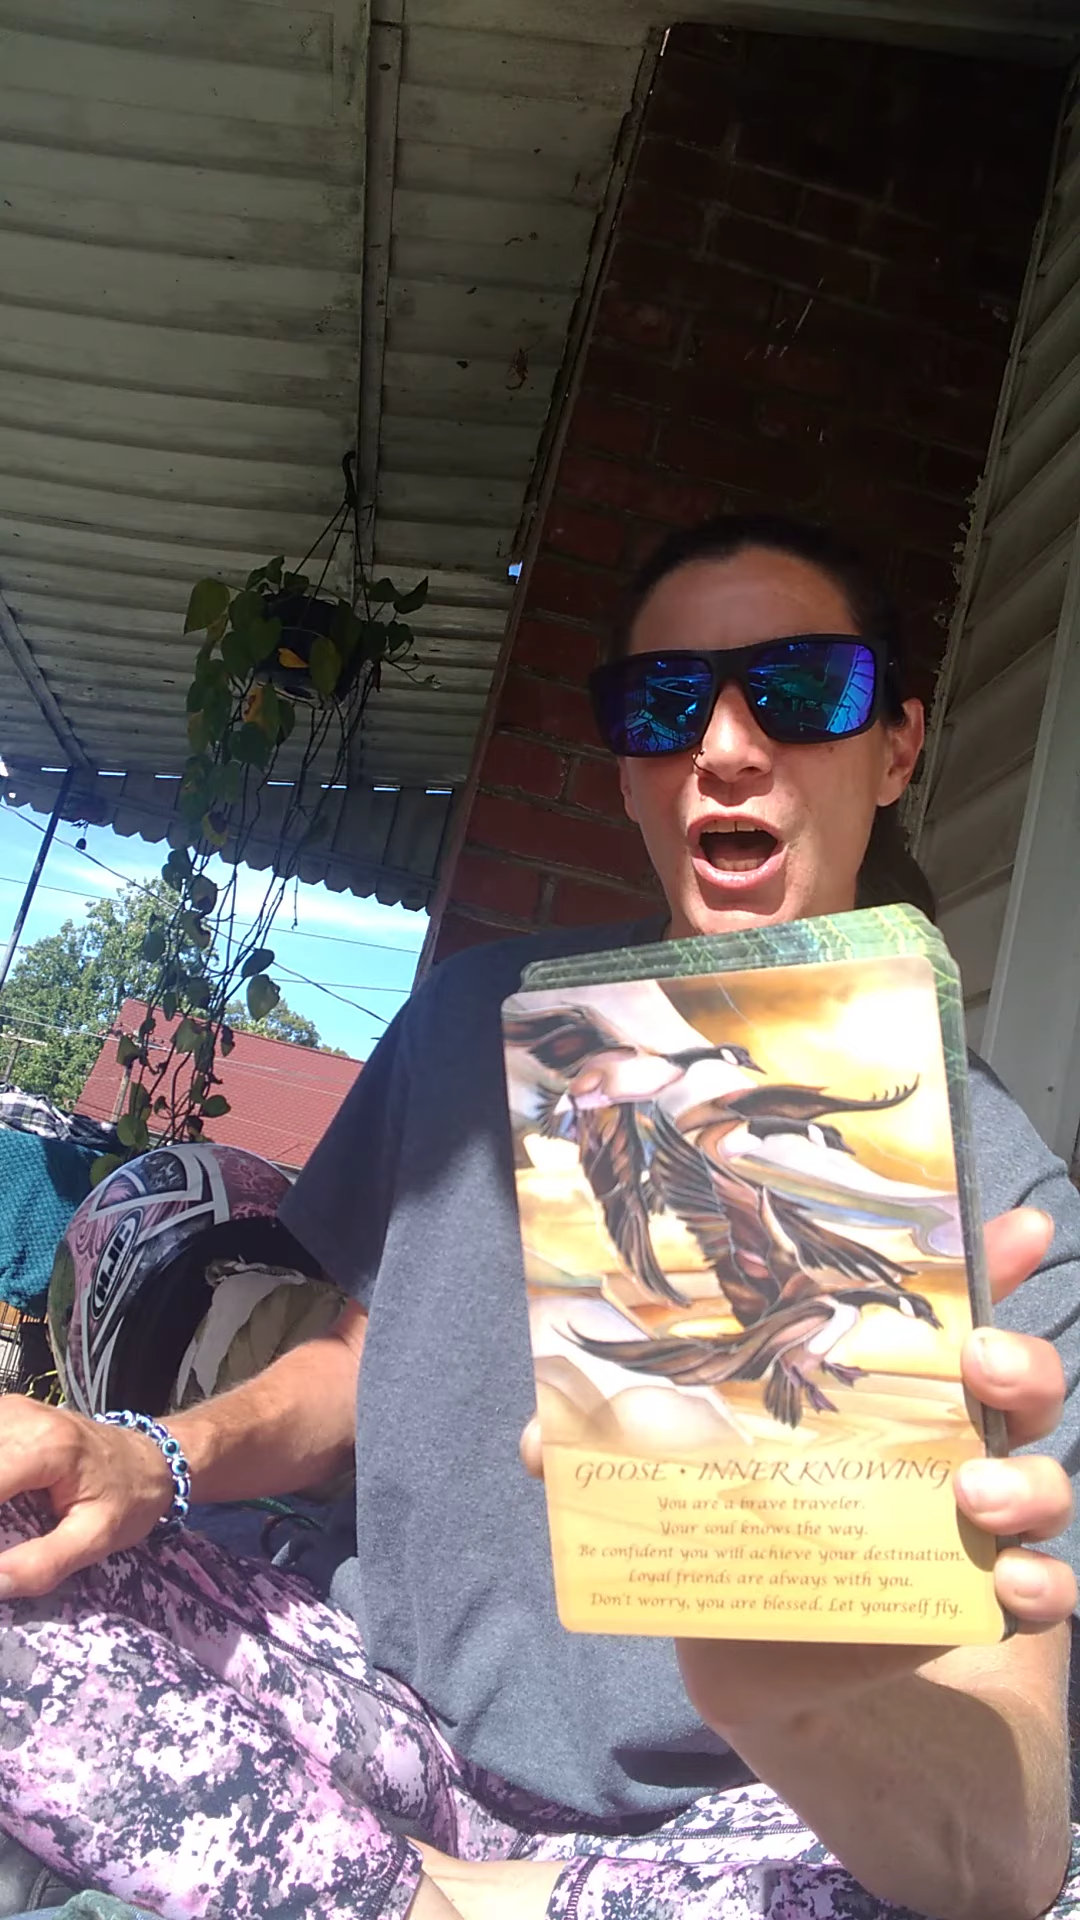 HJC
GOOSE • INNER KNOWING
You are a brave traveler.
Your soul knows the way.
Be confident you will achieve your destination.
Loyal friends are always with you.
Don't worry, you are blessed. Let yourself fly.